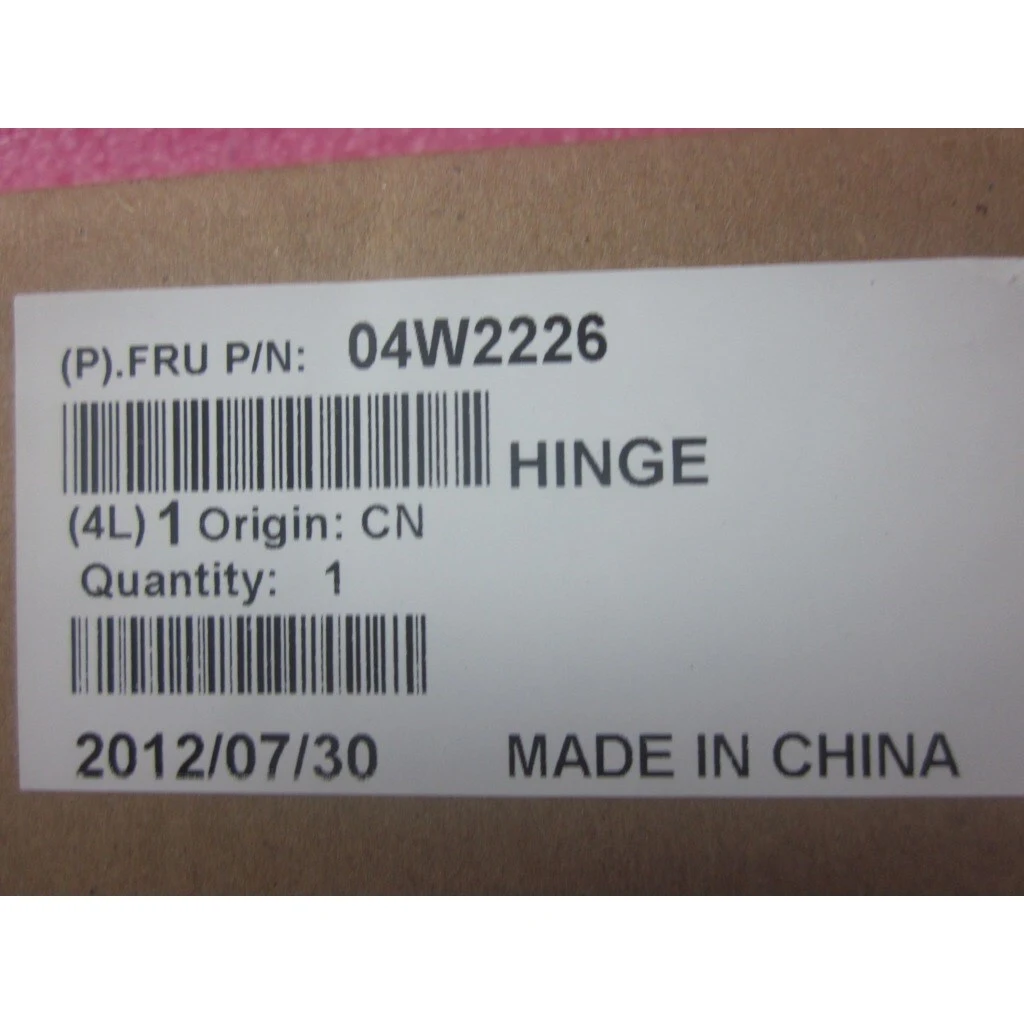 (P).FRU P/N: 04W2226
HINGE
(4L) 1 Origin: CN
Quantity: 1
2012/07/30 MADE IN CHINA